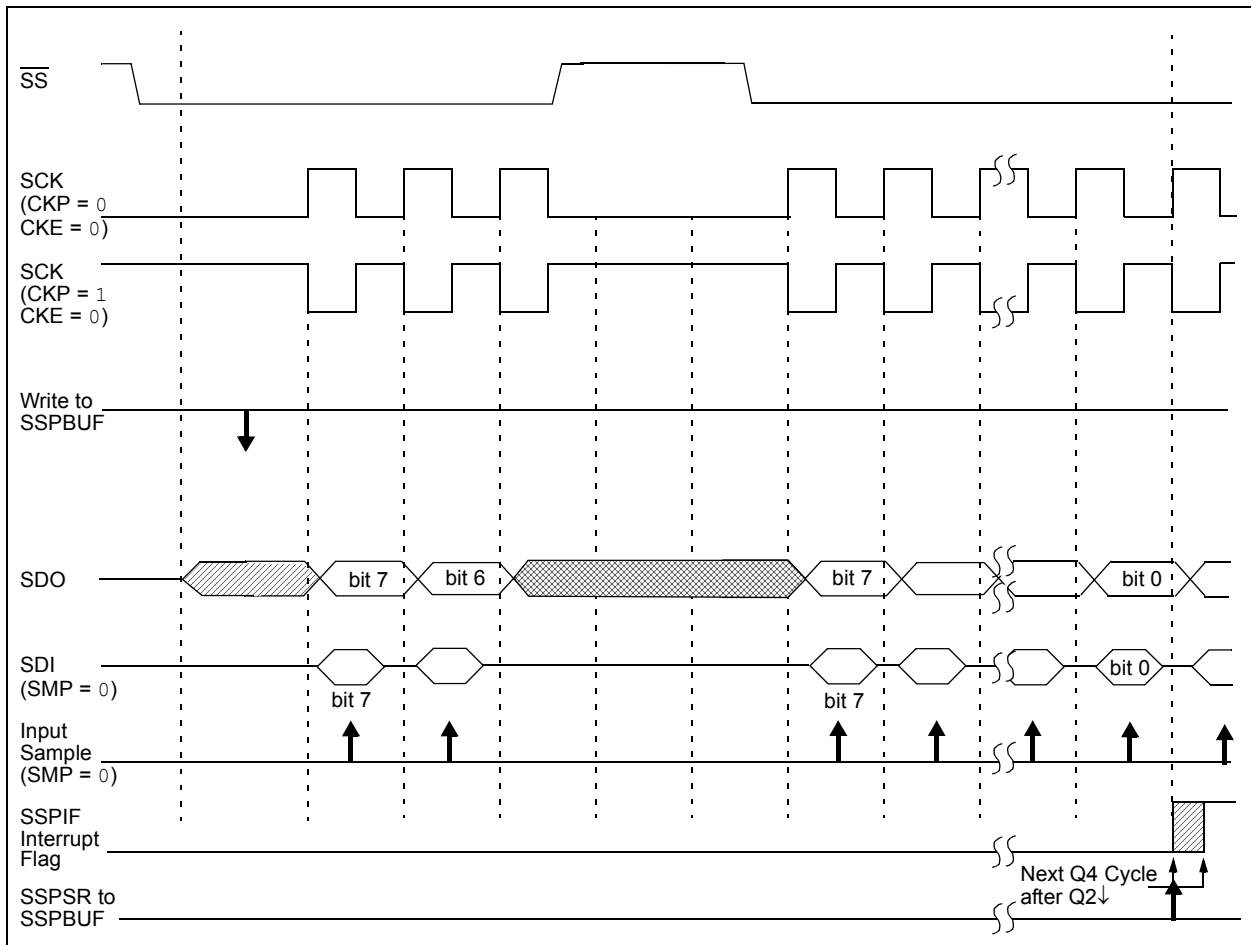 SS
SCK
(CKP = 0
CKE = 0)
SCK
(CKP = 1
CKE = 0)
Write to
SSPBUF
SDO
bit 7
bit 6
bit 7
bit 0
SDI
(SMP = 0)
bit 7
bit 7
bit 0
Input
Sample
(SMP = 0)
SSPIF
Interrupt
Flag
Next Q4 Cycle
after Q2↓
SSPSR to
SSPBUF